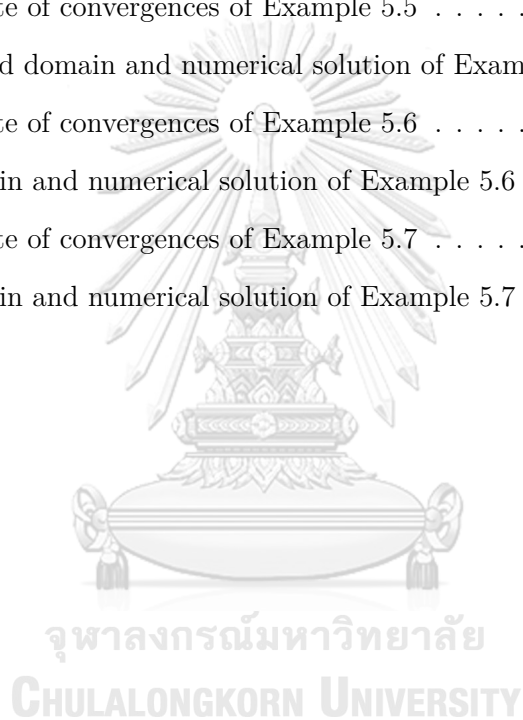 te of convergences of Example 5.5 . . . . .
d domain and numerical solution of Exam
te of convergences of Example 5.6 . . . . .
in and numerical solution of Example 5.6
te of convergences of Example 5.7 . . . . .
in and numerical solution of Example 5.7
จุฬาลงกรณ์มหาวิทยาลัย
CHULALONGKORN UNIVERSITY